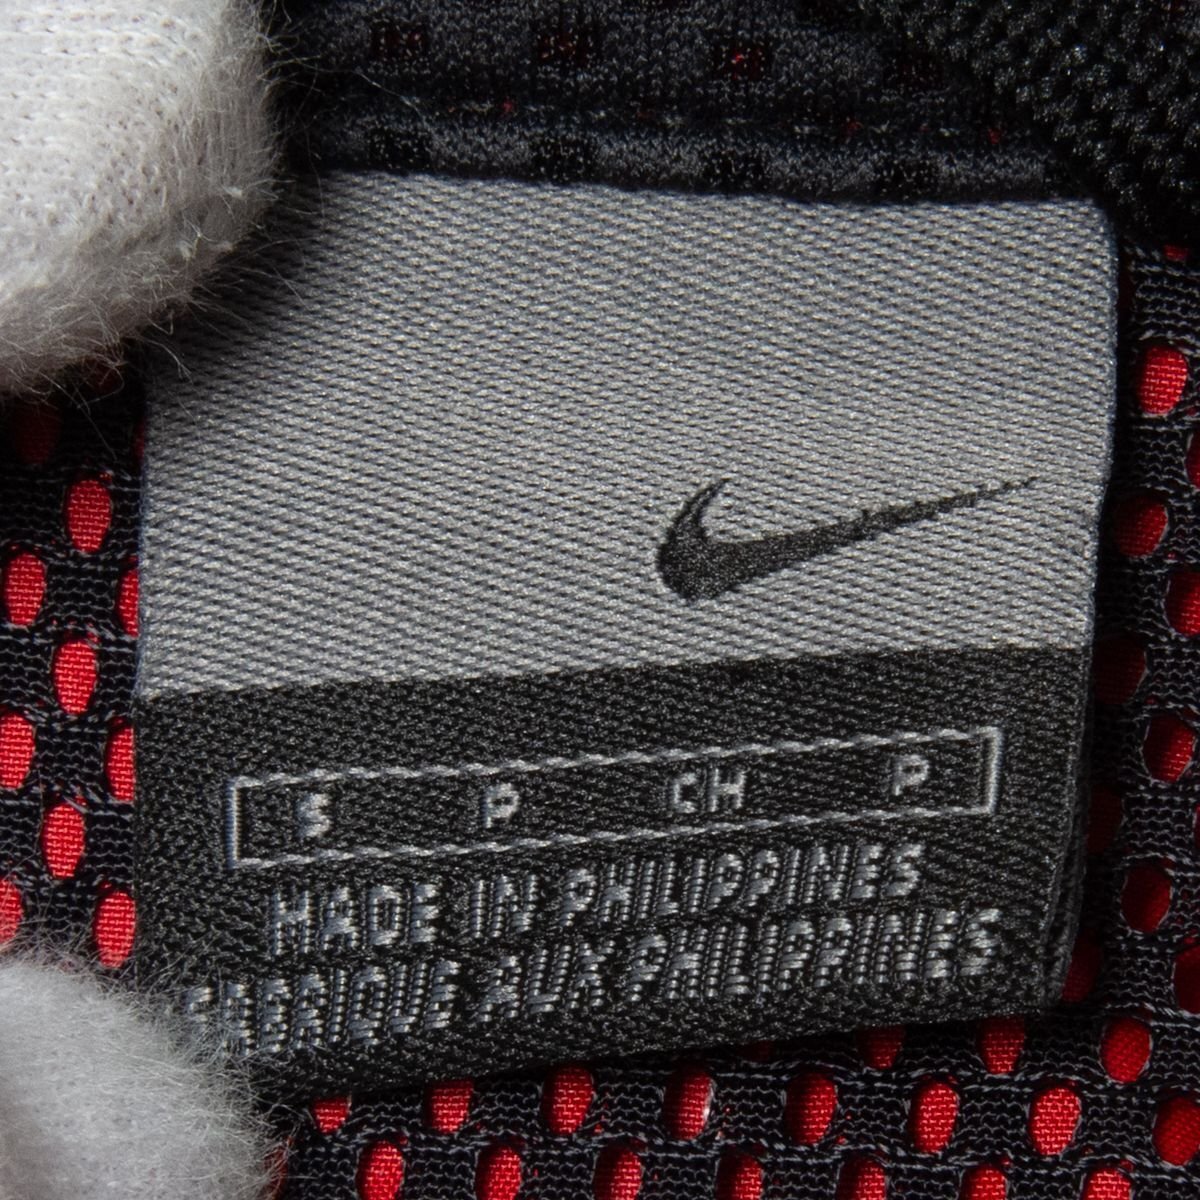 S P CH P
MADE IN PHILIPPINES
FABRIQUE AUX PHILIPPINES